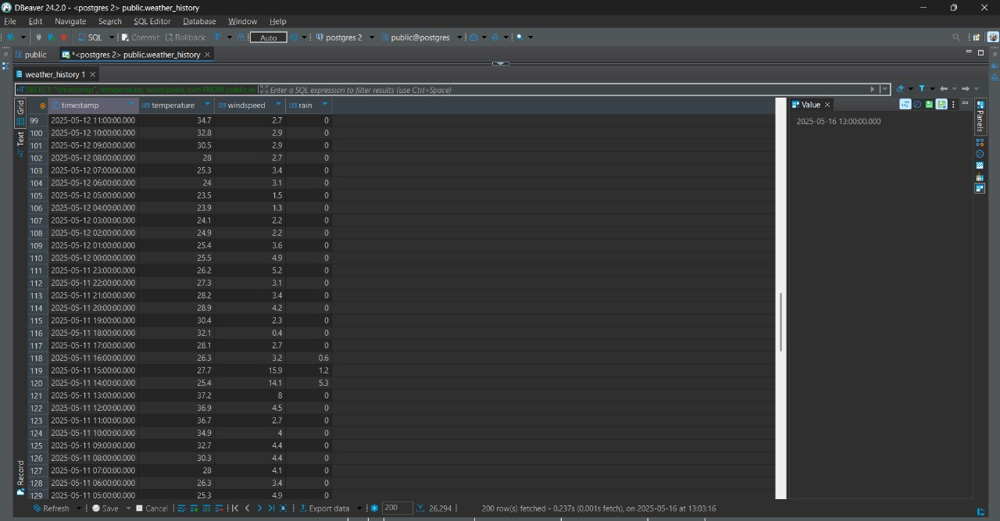 DBeaver 24.2.0 - <postgres 2> public.weather_history
File Edit Navigate Search SQL Editor Database Window Help
SQL Commit Rollback Auto postgres 2 public@postgres
public *<postgres 2> public.weather_history
weather_history 1
SELECT "timestamp", temperature, windspeed, rain FROM public.w Enter a SQL expression to filter results (use Ctrl+Space)
Grid
Text
Record
timestamp 123 temperature 123 windspeed 123 rain
99 2025-05-12 11:00:00.000 34.7 2.7 0
100 2025-05-12 10:00:00.000 32.8 2.9 0
101 2025-05-12 09:00:00.000 30.5 2.9 0
102 2025-05-12 08:00:00.000 28 2.7 0
103 2025-05-12 07:00:00.000 25.3 3.4 0
104 2025-05-12 06:00:00.000 24 3.1 0
105 2025-05-12 05:00:00.000 23.5 1.5 0
106 2025-05-12 04:00:00.000 23.9 1.3 0
107 2025-05-12 03:00:00.000 24.1 2.2 0
108 2025-05-12 02:00:00.000 24.9 2.2 0
109 2025-05-12 01:00:00.000 25.4 3.6 0
110 2025-05-12 00:00:00.000 25.5 4.9 0
111 2025-05-11 23:00:00.000 26.2 5.2 0
112 2025-05-11 22:00:00.000 27.3 3.1 0
113 2025-05-11 21:00:00.000 28.2 3.4 0
114 2025-05-11 20:00:00.000 28.9 4.2 0
115 2025-05-11 19:00:00.000 30.4 2.3 0
116 2025-05-11 18:00:00.000 32.1 0.4 0
117 2025-05-11 17:00:00.000 28.1 2.7 0
118 2025-05-11 16:00:00.000 26.3 3.2 0.6
119 2025-05-11 15:00:00.000 27.7 15.9 1.2
120 2025-05-11 14:00:00.000 25.4 14.1 5.3
121 2025-05-11 13:00:00.000 37.2 8 0
122 2025-05-11 12:00:00.000 36.9 4.5 0
123 2025-05-11 11:00:00.000 36.7 2.7 0
124 2025-05-11 10:00:00.000 34.9 4 0
125 2025-05-11 09:00:00.000 32.7 4.4 0
126 2025-05-11 08:00:00.000 30.3 4.4 0
127 2025-05-11 07:00:00.000 28 4.1 0
128 2025-05-11 06:00:00.000 26.3 3.4 0
129 2025-05-11 05:00:00.000 25.3 4.9 0
Value
2025-05-16 13:00:00.000
Panels
Refresh Save Cancel Export data 200 26,294 200 row(s) fetched - 0.237s (0.001s fetch), on 2025-05-16 at 13:03:16